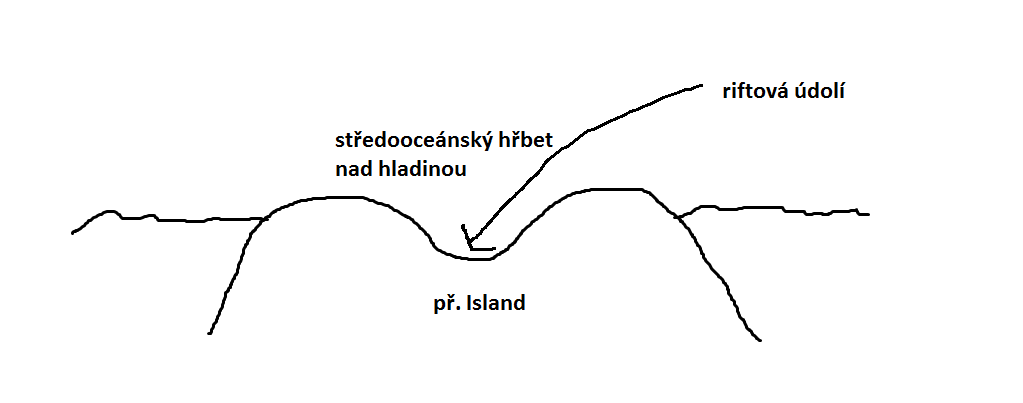 riftová údolí
středooceánský hřbet
nad hladinou
př. Island